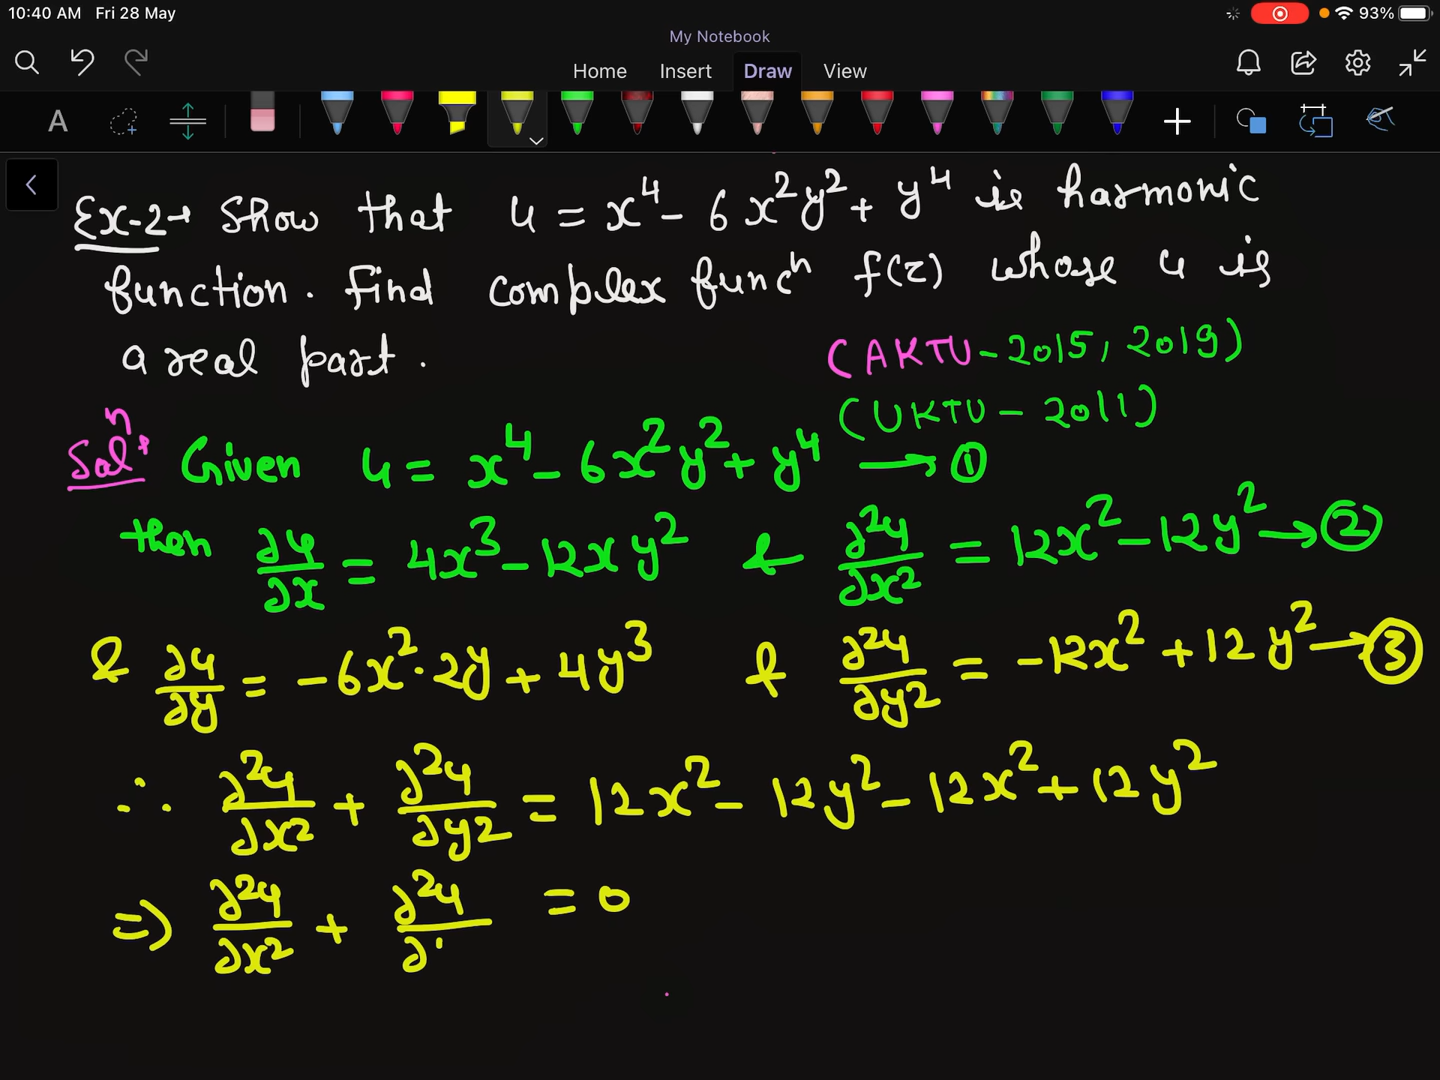 10:40 AM Fri 28 May 93%
My Notebook
Home Insert Draw View
A
Ex-2→ Show that u = x⁴ - 6x²y² + y⁴ is harmonic
function. Find complex funcⁿ f(z) whose u is
a real part.
(AKTU - 2015, 2019)
(UKTU - 2011)
Solⁿ: Given u = x⁴ - 6x²y² + y⁴ → ①
then ∂u/∂x = 4x³ - 12xy² & ∂²u/∂x² = 12x² - 12y² → ②
& ∂u/∂y = -6x²·2y + 4y³ & ∂²u/∂y² = -12x² + 12y² → ③
∴ ∂²u/∂x² + ∂²u/∂y² = 12x² - 12y² - 12x² + 12y²
⇒ ∂²u/∂x² + ∂²u/∂ = 0